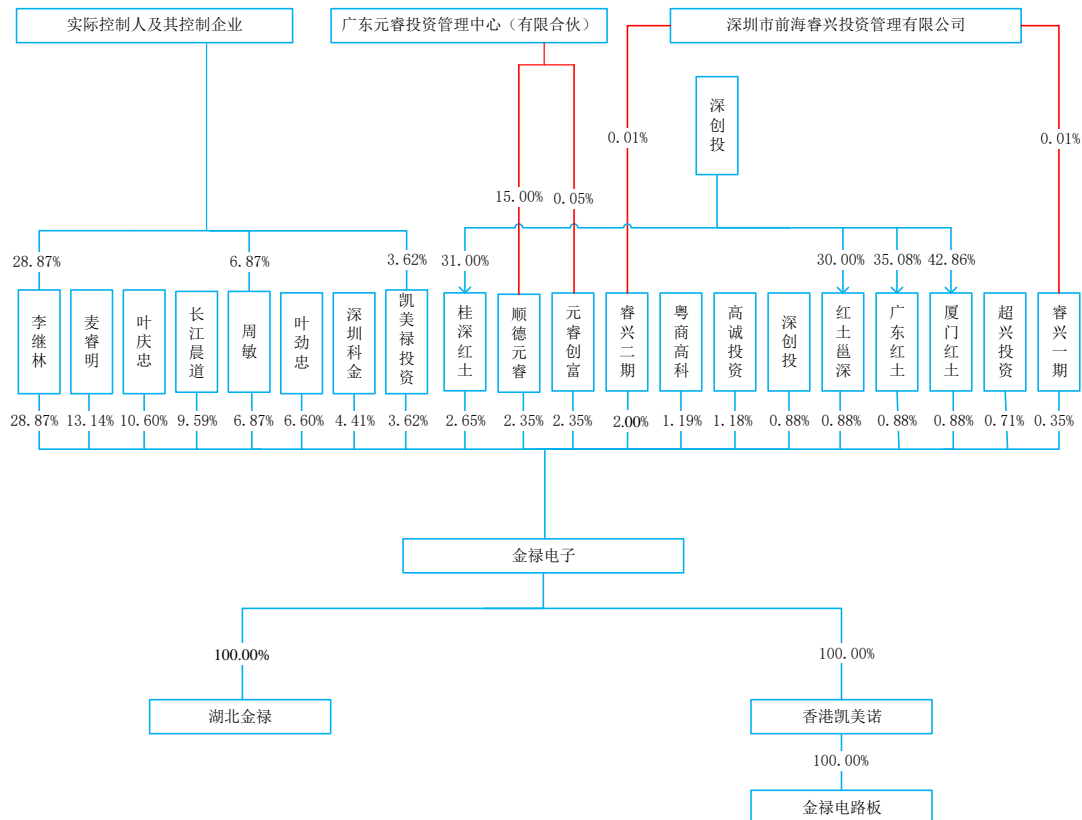 实际控制人及其控制企业
广东元睿投资管理中心（有限合伙）
深圳市前海睿兴投资管理有限公司
深创投
0.01%
0.01%
15.00%
0.05%
28.87%
6.87%
3.62%
31.00%
30.00%
35.08%
42.86%
李继林
麦睿明
叶庆忠
长江晨道
周敏
叶劲忠
深圳科金
凯美禄投资
桂深红土
顺德元睿
元睿创富
睿兴二期
粤商高科
高诚投资
深创投
红土邕深
广东红土
厦门红土
超兴投资
睿兴一期
28.87%
13.14%
10.60%
9.59%
6.87%
6.60%
4.41%
3.62%
2.65%
2.35%
2.35%
2.00%
1.19%
1.18%
0.88%
0.88%
0.88%
0.88%
0.71%
0.35%
金禄电子
100.00%
100.00%
湖北金禄
香港凯美诺
100.00%
金禄电路板